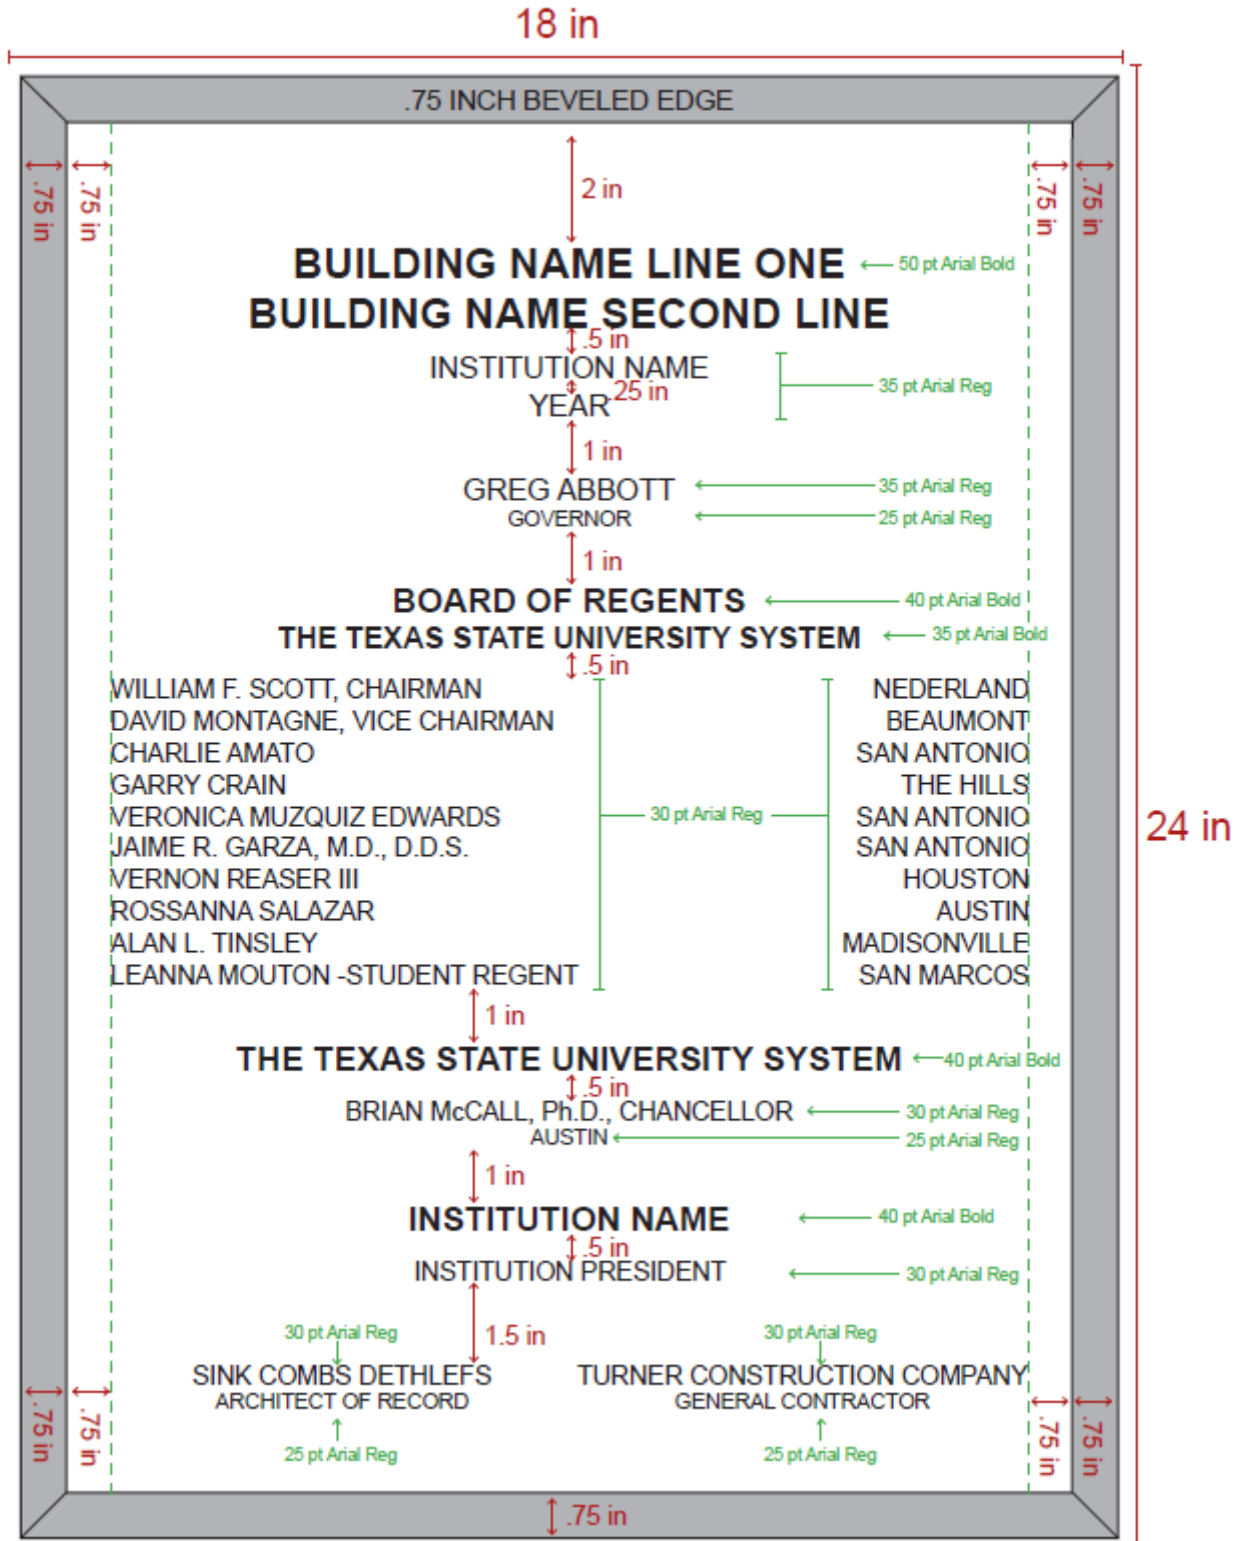 18 in
.75 INCH BEVELED EDGE
2 in
.75 in .75 in .75 in .75 in
BUILDING NAME LINE ONE 50 pt Arial Bold
BUILDING NAME SECOND LINE
.5 in
INSTITUTION NAME
.25 in 35 pt Arial Reg
YEAR
1 in
GREG ABBOTT 35 pt Arial Reg
GOVERNOR 25 pt Arial Reg
1 in
BOARD OF REGENTS 40 pt Arial Bold
THE TEXAS STATE UNIVERSITY SYSTEM 35 pt Arial Bold
.5 in
WILLIAM F. SCOTT, CHAIRMAN NEDERLAND
DAVID MONTAGNE, VICE CHAIRMAN BEAUMONT
CHARLIE AMATO SAN ANTONIO
GARRY CRAIN THE HILLS
VERONICA MUZQUIZ EDWARDS 30 pt Arial Reg SAN ANTONIO
24 in
JAIME R. GARZA, M.D., D.D.S. SAN ANTONIO
VERNON REASER III HOUSTON
ROSSANNA SALAZAR AUSTIN
ALAN L. TINSLEY MADISONVILLE
LEANNA MOUTON -STUDENT REGENT SAN MARCOS
1 in
THE TEXAS STATE UNIVERSITY SYSTEM 40 pt Arial Bold
.5 in
BRIAN McCALL, Ph.D., CHANCELLOR 30 pt Arial Reg
AUSTIN 25 pt Arial Reg
1 in
INSTITUTION NAME 40 pt Arial Bold
.5 in
INSTITUTION PRESIDENT 30 pt Arial Reg
1.5 in
30 pt Arial Reg 30 pt Arial Reg
SINK COMBS DETHLEFS TURNER CONSTRUCTION COMPANY
ARCHITECT OF RECORD GENERAL CONTRACTOR
.75 in .75 in .75 in .75 in
25 pt Arial Reg 25 pt Arial Reg
.75 in